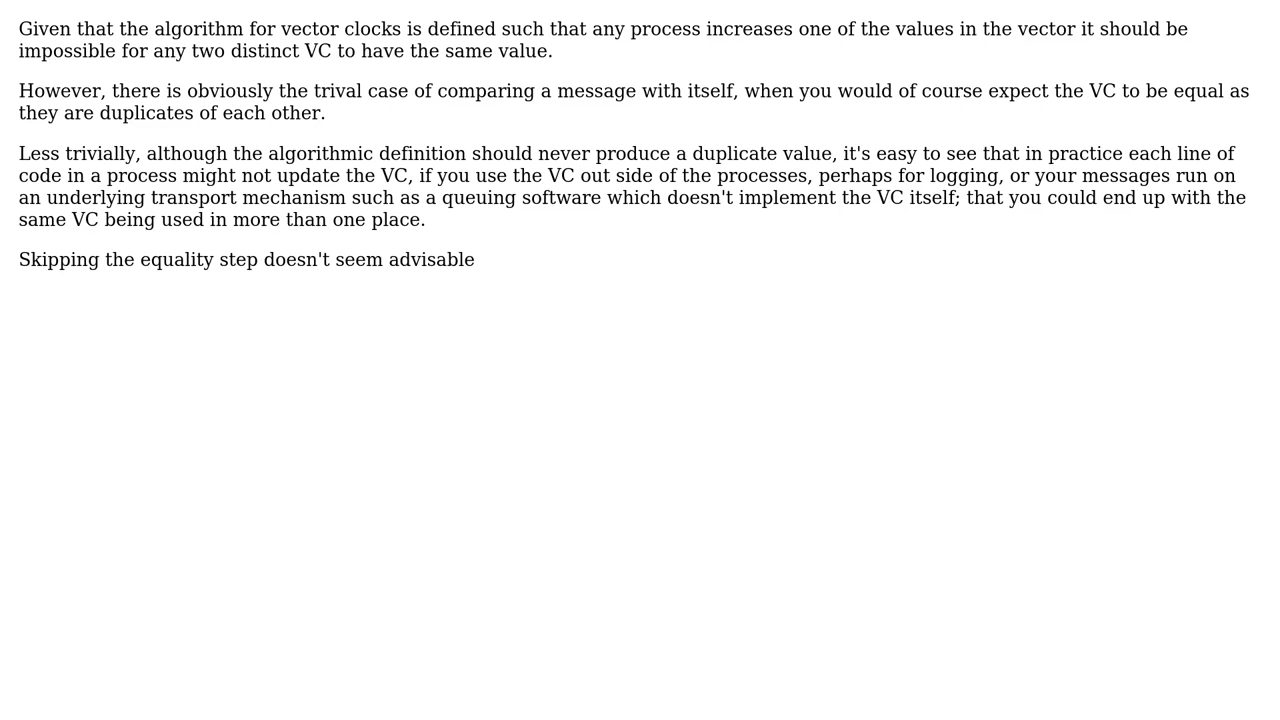 Given that the algorithm for vector clocks is defined such that any process increases one of the values in the vector it should be
impossible for any two distinct VC to have the same value.
However, there is obviously the trival case of comparing a message with itself, when you would of course expect the VC to be equal as
they are duplicates of each other.
Less trivially, although the algorithmic definition should never produce a duplicate value, it's easy to see that in practice each line of
code in a process might not update the VC, if you use the VC out side of the processes, perhaps for logging, or your messages run on
an underlying transport mechanism such as a queuing software which doesn't implement the VC itself; that you could end up with the
same VC being used in more than one place.
Skipping the equality step doesn't seem advisable